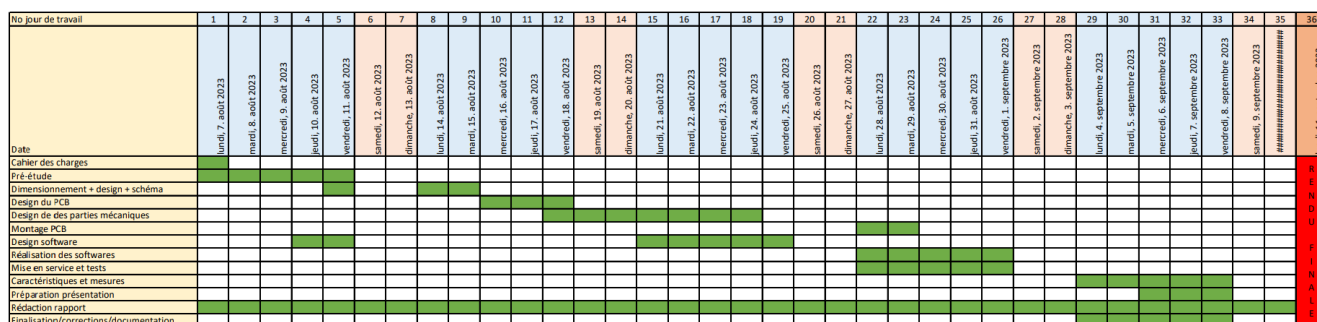 No jour de travail 1 2 3 4 5 6 7 8 9 10 11 12 13 14 15 16 17 18 19 20 21 22 23 24 25 26 27 28 29 30 31 32 33 34 35 36
Date
lundi, 7. août 2023
mardi, 8. août 2023
mercredi, 9. août 2023
jeudi, 10. août 2023
vendredi, 11. août 2023
samedi, 12. août 2023
dimanche, 13. août 2023
lundi, 14. août 2023
mardi, 15. août 2023
mercredi, 16. août 2023
jeudi, 17. août 2023
vendredi, 18. août 2023
samedi, 19. août 2023
dimanche, 20. août 2023
lundi, 21. août 2023
mardi, 22. août 2023
mercredi, 23. août 2023
jeudi, 24. août 2023
vendredi, 25. août 2023
samedi, 26. août 2023
dimanche, 27. août 2023
lundi, 28. août 2023
mardi, 29. août 2023
mercredi, 30. août 2023
jeudi, 31. août 2023
vendredi, 1. septembre 2023
samedi, 2. septembre 2023
dimanche, 3. septembre 2023
lundi, 4. septembre 2023
mardi, 5. septembre 2023
mercredi, 6. septembre 2023
jeudi, 7. septembre 2023
vendredi, 8. septembre 2023
samedi, 9. septembre 2023
Cahier des charges
Pré-étude
Dimensionnement + design + schéma
Design du PCB
Design de des parties mécaniques
Montage PCB
Design software
Réalisation des softwares
Mise en service et tests
Caractéristiques et mesures
Préparation présentation
Rédaction rapport
Finalisation/corrections/documentation
RENDU FINALE